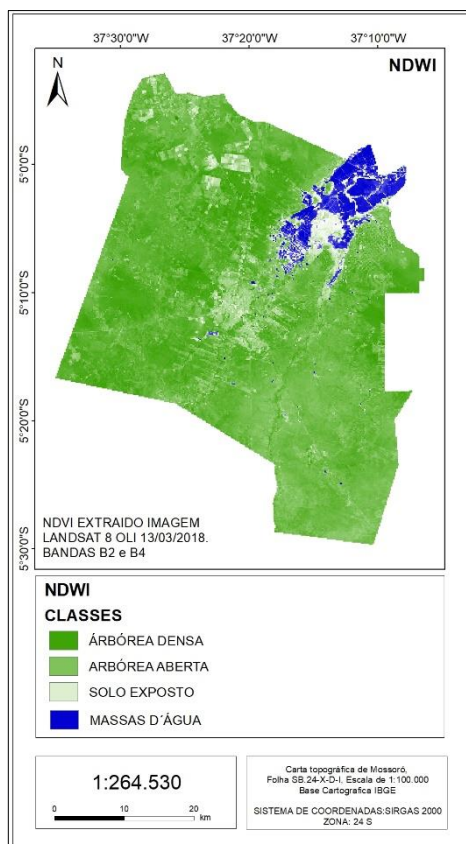 37°30'0"W 37°20'0"W 37°10'0"W
N
NDWI
5°0'0"S
5°10'0"S
5°20'0"S
5°30'0"S
NDVI EXTRAIDO IMAGEM
LANDSAT 8 OLI 13/03/2018.
BANDAS B2 e B4
NDWI
CLASSES
ÁRBÓREA DENSA
ARBÓREA ABERTA
SOLO EXPOSTO
MASSAS D´ÁGUA
1:264.530
0 10 20
km
Carta topográfica de Mossoró,
Folha SB.24-X-D-I. Escala de 1:100.000
Base Cartografica IBGE
SISTEMA DE COORDENADAS:SIRGAS 2000
ZONA: 24 S